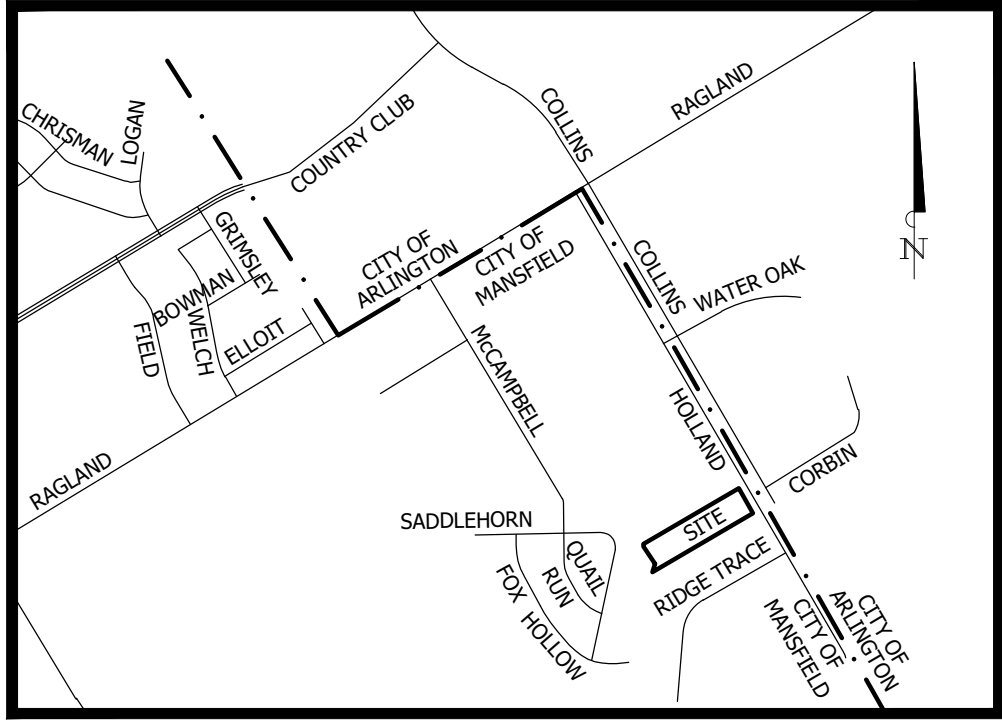 CHRISMAN
LOGAN
COUNTRY CLUB
COLLINS
RAGLAND
GRIMSLEY
CITY OF
ARLINGTON
CITY OF
MANSFIELD
COLLINS
WATER OAK
N
BOWMAN
WELCH
FIELD
ELLOIT
McCAMPBELL
HOLLAND
RAGLAND
CORBIN
SADDLEHORN
SITE
QUAIL
RUN
FOX HOLLOW
RIDGE TRACE
CITY OF
MANSFIELD
CITY OF
ARLINGTON